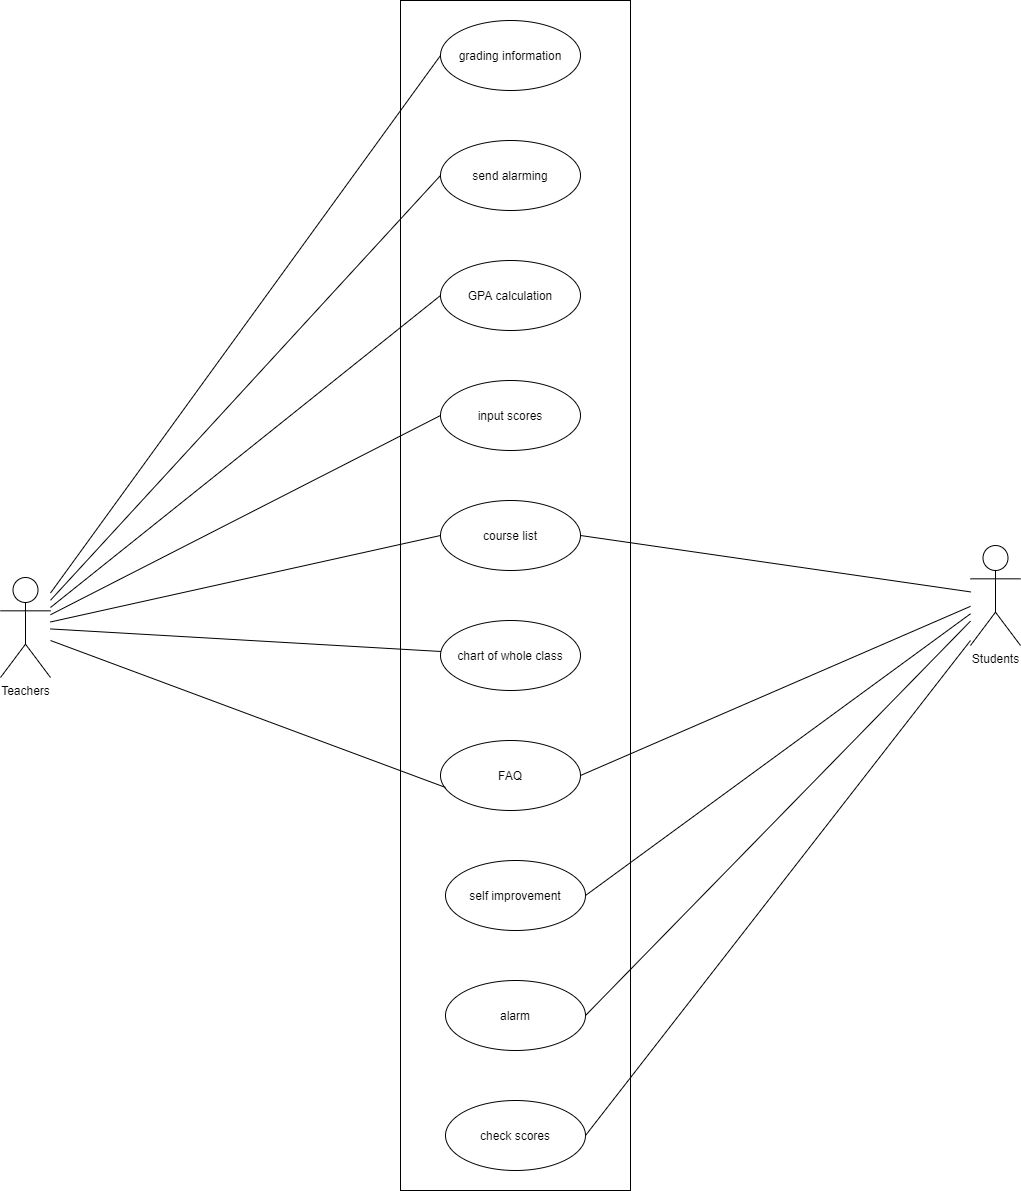 grading information
send alarming
GPA calculation
input scores
course list
chart of whole class
FAQ
self improvement
alarm
check scores
Teachers
Students